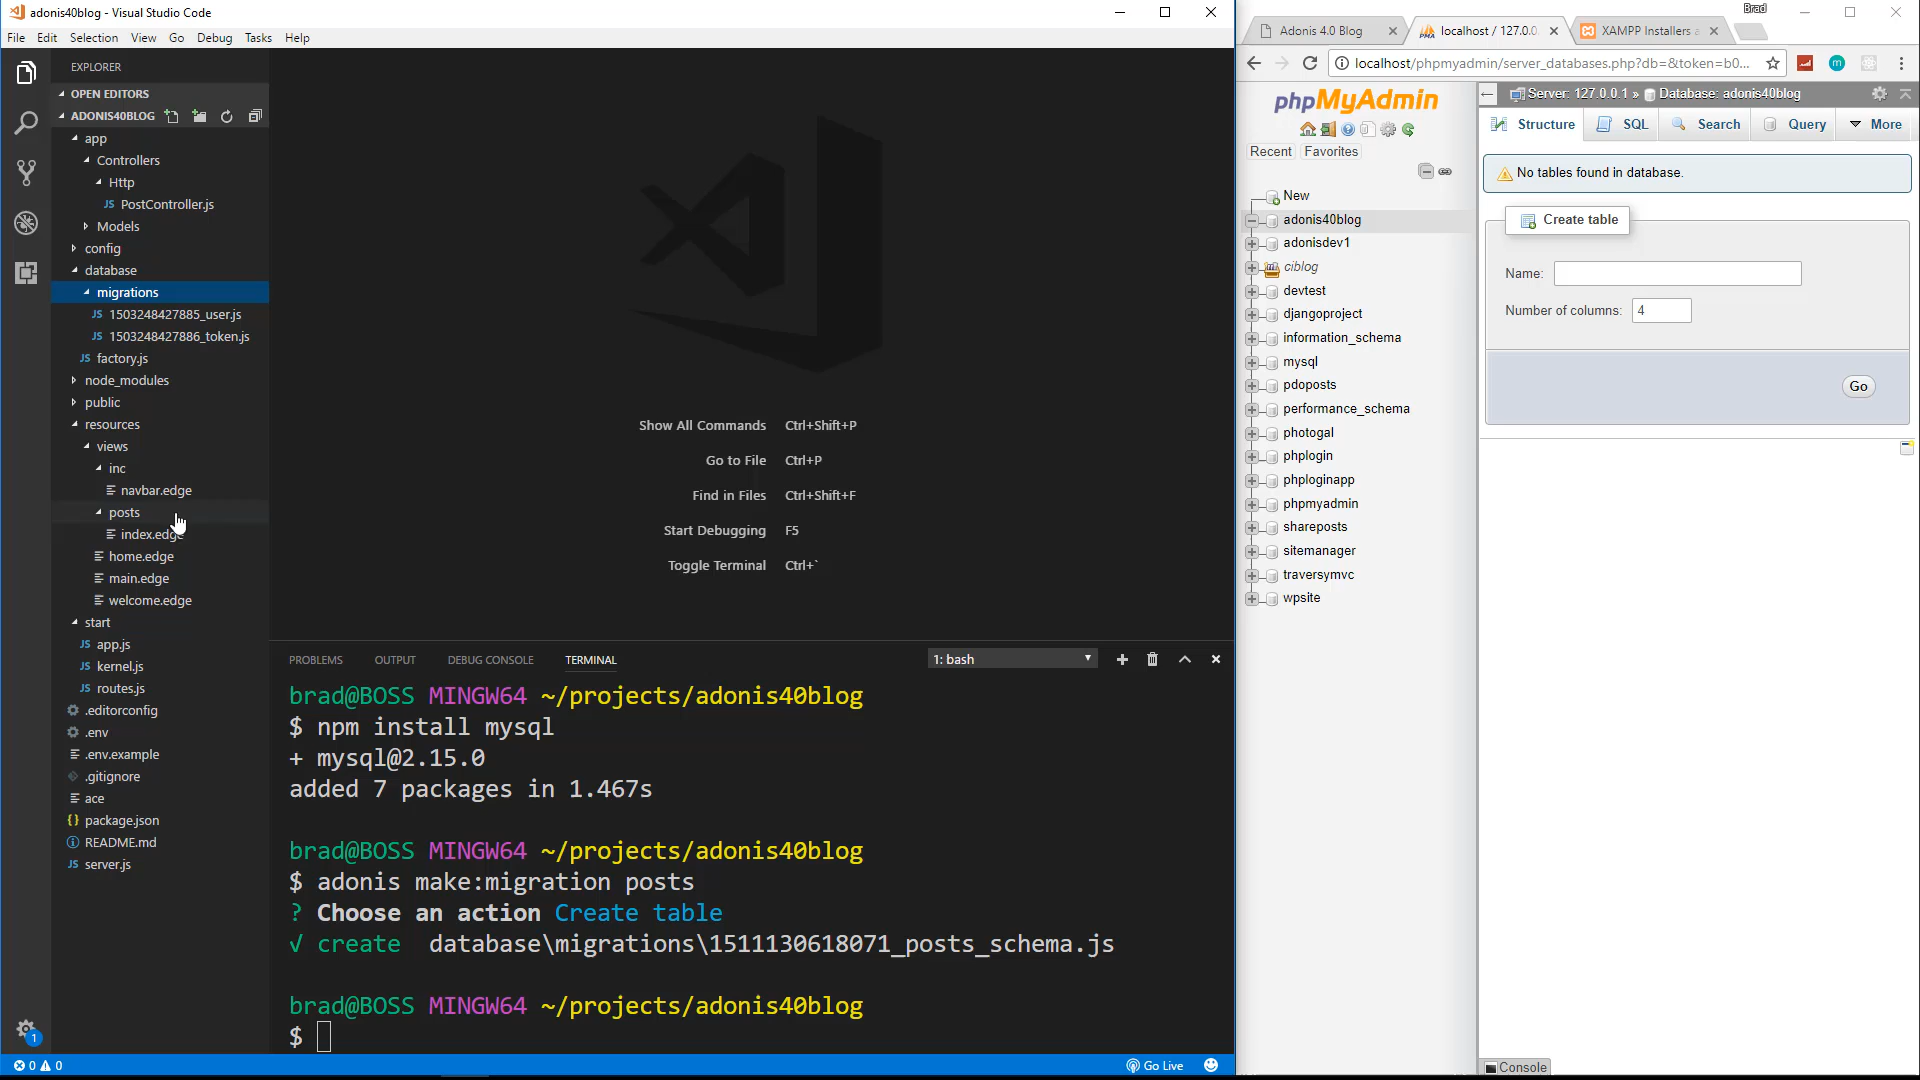 adonis40blog - Visual Studio Code
File Edit Selection View Go Debug Tasks Help
EXPLORER
OPEN EDITORS
ADONIS40BLOG
app
Controllers
Http
PostController.js
Models
config
database
migrations
JS 1503248427885_user.js
JS 1503248427886_token.js
JS factory.js
node_modules
public
resources
views
inc
navbar.edge
posts
index.edge
home.edge
main.edge
welcome.edge
start
JS app.js
JS kernel.js
JS routes.js
.editorconfig
.env
.env.example
.gitignore
ace
{} package.json
README.md
JS server.js
1
0 0
Show All Commands Ctrl+Shift+P
Go to File Ctrl+P
Find in Files Ctrl+Shift+F
Start Debugging F5
Toggle Terminal Ctrl+`
PROBLEMS OUTPUT DEBUG CONSOLE TERMINAL 1: bash
brad@BOSS MINGW64 ~/projects/adonis40blog
$ npm install mysql
+ mysql@2.15.0
added 7 packages in 1.467s
brad@BOSS MINGW64 ~/projects/adonis40blog
$ adonis make:migration posts
? Choose an action Create table
√ create database\migrations\1511130618071_posts_schema.js
brad@BOSS MINGW64 ~/projects/adonis40blog
$
Go Live
Brad
Adonis 4.0 Blog
localhost / 127.0.0.
XAMPP Installers a
localhost/phpmyadmin/server_databases.php?db=&token=b0...
phpMyAdmin
Recent Favorites
New
adonis40blog
adonisdev1
ciblog
devtest
djangoproject
information_schema
mysql
pdoposts
performance_schema
photogal
phplogin
phploginapp
phpmyadmin
shareposts
sitemanager
traversymvc
wpsite
Server: 127.0.0.1 » Database: adonis40blog
Structure SQL Search Query More
No tables found in database.
Create table
Name:
Number of columns: 4
Go
Console